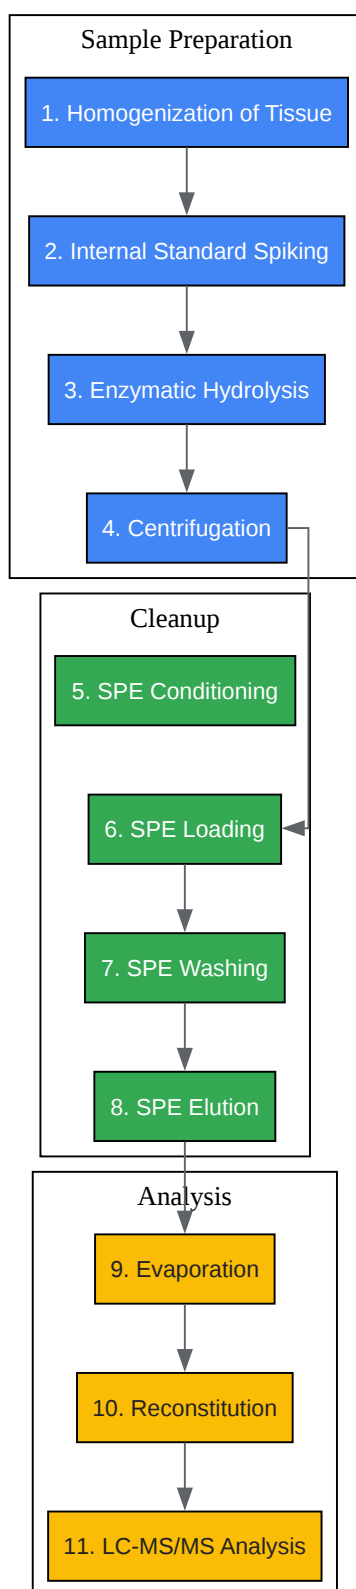 Sample Preparation
1. Homogenization of Tissue
2. Internal Standard Spiking
3. Enzymatic Hydrolysis
4. Centrifugation
Cleanup
5. SPE Conditioning
6. SPE Loading
7. SPE Washing
8. SPE Elution
Analysis
9. Evaporation
10. Reconstitution
11. LC-MS/MS Analysis